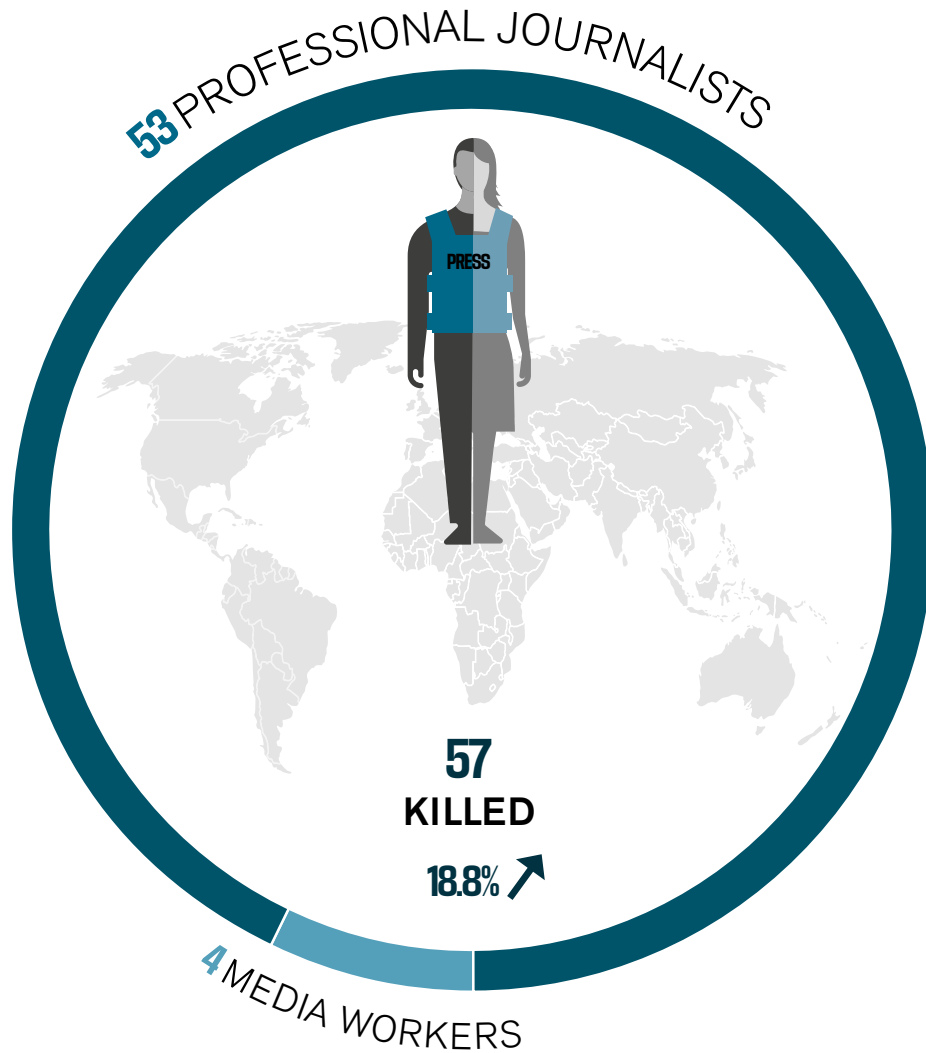 53 PROFESSIONAL JOURNALISTS
PRESS
57
KILLED
18.8%
4 MEDIA WORKERS